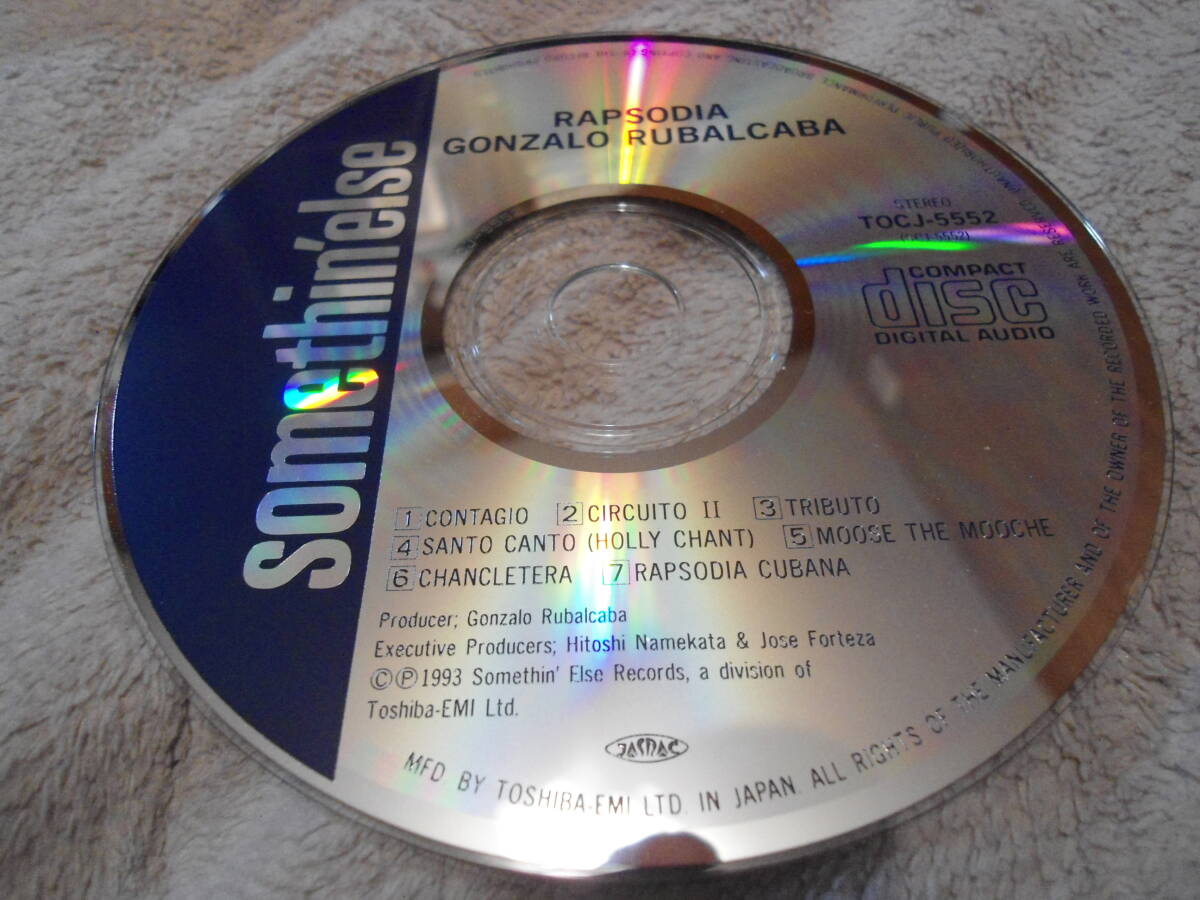 RAPSODIA
GONZALO RUBALCABA
somethin'else
STEREO
TOCJ-5552
COMPACT
disc
DIGITAL AUDIO
1 CONTAGIO 2 CIRCUITO II 3 TRIBUTO
4 SANTO CANTO (HOLLY CHANT) 5 MOOSE THE MOOCHE
6 CHANCLETERA 7 RAPSODIA CUBANA
Producer; Gonzalo Rubalcaba
Executive Producers; Hitoshi Namekata & Jose Forteza
©℗1993 Somethin' Else Records, a division of
Toshiba-EMI Ltd.
JASRAC
MFD BY TOSHIBA-EMI LTD. IN JAPAN. ALL RIGHTS OF THE MANUFACTURER AND OF THE OWNER OF THE RECORDED WORK ARE RESERVED